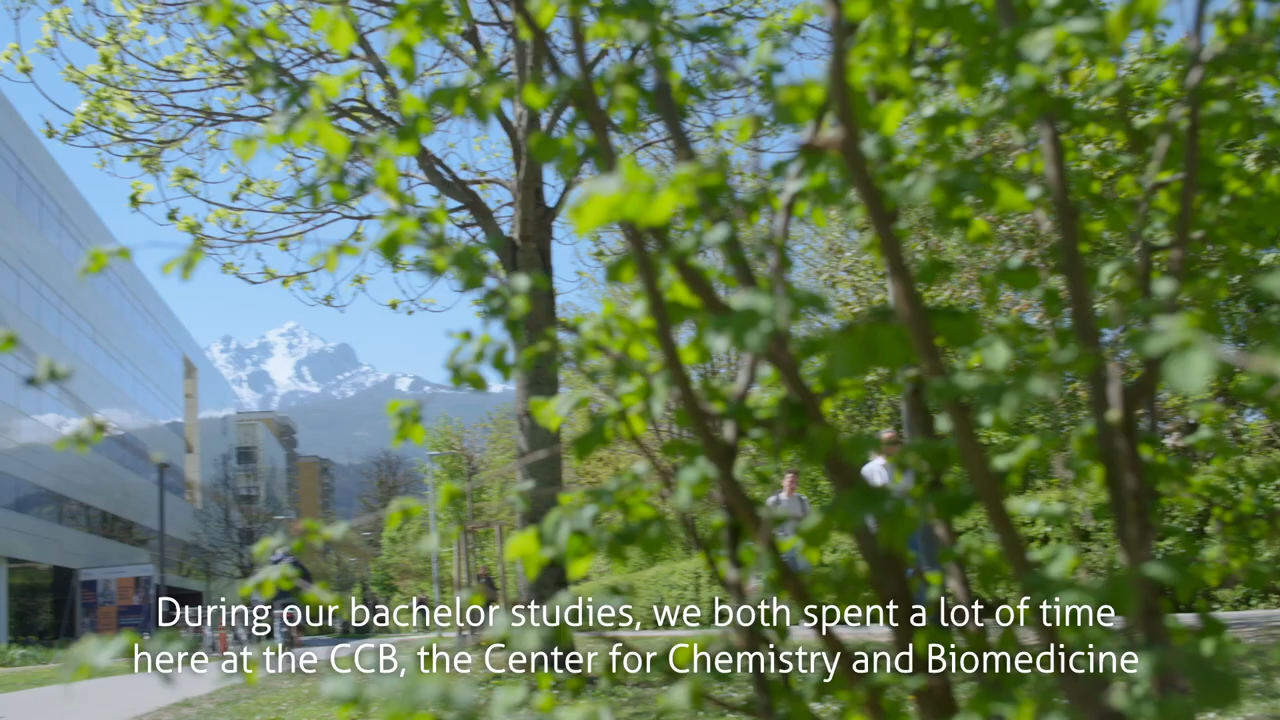 During our bachelor studies, we both spent a lot of time
here at the CCB, the Center for Chemistry and Biomedicine